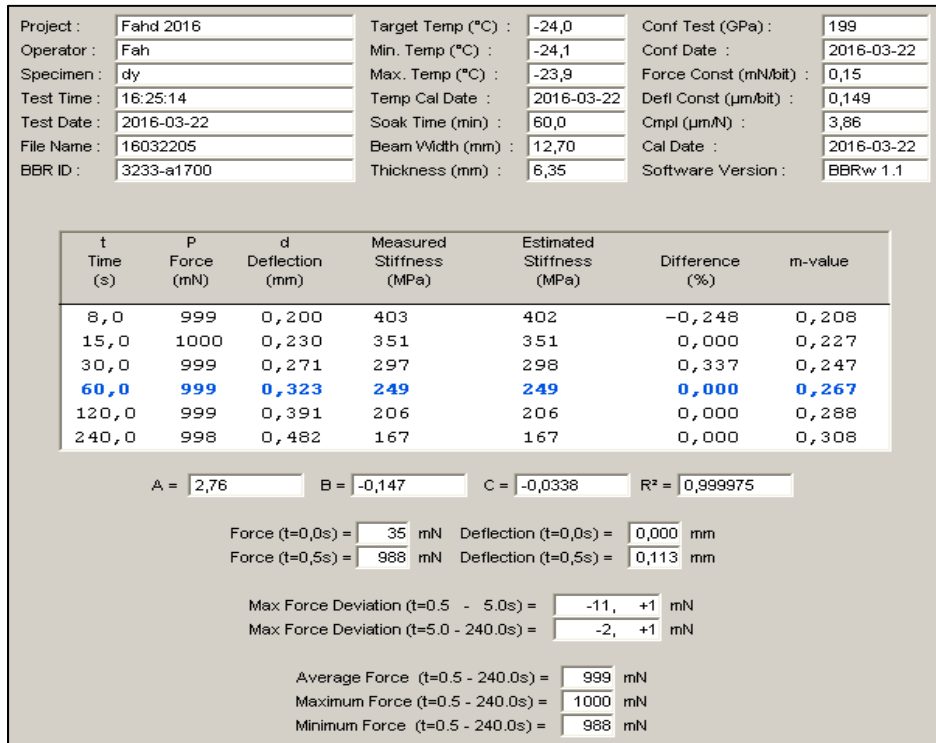 Project : Fahd 2016 Target Temp (°C) : -24,0 Conf Test (GPa) : 199
Operator : Fah Min. Temp (°C) : -24,1 Conf Date : 2016-03-22
Specimen : dy Max. Temp (°C) : -23,9 Force Const (mN/bit) : 0,15
Test Time : 16:25:14 Temp Cal Date : 2016-03-22 Defl Const (µm/bit) : 0,149
Test Date : 2016-03-22 Soak Time (min) : 60,0 Cmpl (µm/N) : 3,86
File Name : 16032205 Beam Width (mm) : 12,70 Cal Date : 2016-03-22
BBR ID : 3233-a1700 Thickness (mm) : 6,35 Software Version : BBRw 1.1
t P d Measured Estimated
Time Force Deflection Stiffness Stiffness Difference m-value
(s) (mN) (mm) (MPa) (MPa) (%)
8,0 999 0,200 403 402 -0,248 0,208
15,0 1000 0,230 351 351 0,000 0,227
30,0 999 0,271 297 298 0,337 0,247
60,0 999 0,323 249 249 0,000 0,267
120,0 999 0,391 206 206 0,000 0,288
240,0 998 0,482 167 167 0,000 0,308
A = 2,76 B = -0,147 C = -0,0338 R² = 0,999975
Force (t=0,0s) = 35 mN Deflection (t=0,0s) = 0,000 mm
Force (t=0,5s) = 988 mN Deflection (t=0,5s) = 0,113 mm
Max Force Deviation (t=0.5 - 5.0s) = -11, +1 mN
Max Force Deviation (t=5.0 - 240.0s) = -2, +1 mN
Average Force (t=0.5 - 240.0s) = 999 mN
Maximum Force (t=0.5 - 240.0s) = 1000 mN
Minimum Force (t=0.5 - 240.0s) = 988 mN